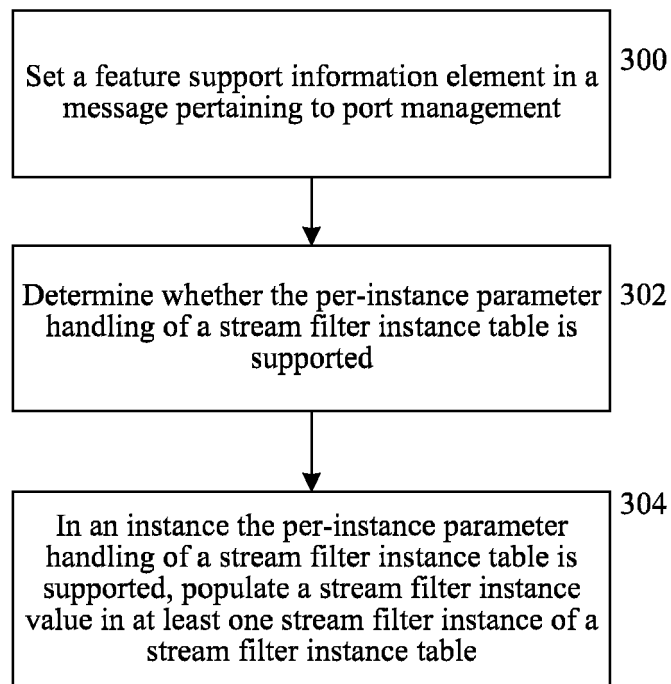 Set a feature support information element in a
message pertaining to port management
300
Determine whether the per-instance parameter
handling of a stream filter instance table is
supported
302
In an instance the per-instance parameter
handling of a stream filter instance table is
supported, populate a stream filter instance
value in at least one stream filter instance of a
stream filter instance table
304